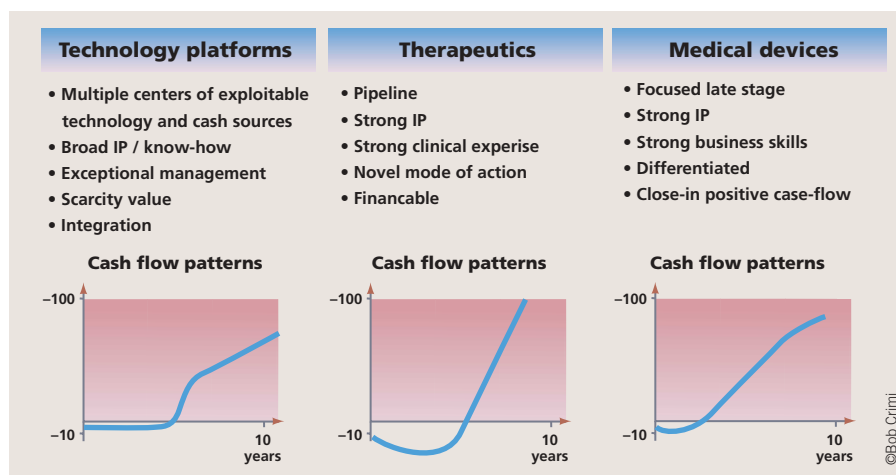 Technology platforms
• Multiple centers of exploitable
technology and cash sources
• Broad IP / know-how
• Exceptional management
• Scarcity value
• Integration
Cash flow patterns
–100
–10
10
years
Therapeutics
• Pipeline
• Strong IP
• Strong clinical experise
• Novel mode of action
• Financable
Cash flow patterns
–100
–10
10
years
Medical devices
• Focused late stage
• Strong IP
• Strong business skills
• Differentiated
• Close-in positive case-flow
Cash flow patterns
–100
–10
10
years
©Bob Crimi